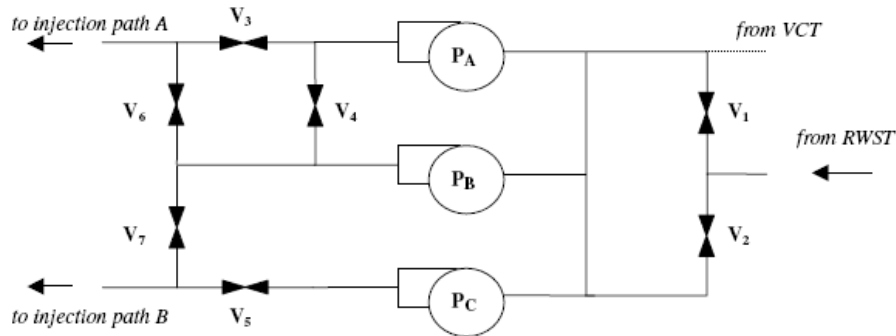 to injection path A
V3
PA
from VCT
V6
V4
V1
from RWST
PB
V7
V2
to injection path B
V5
PC